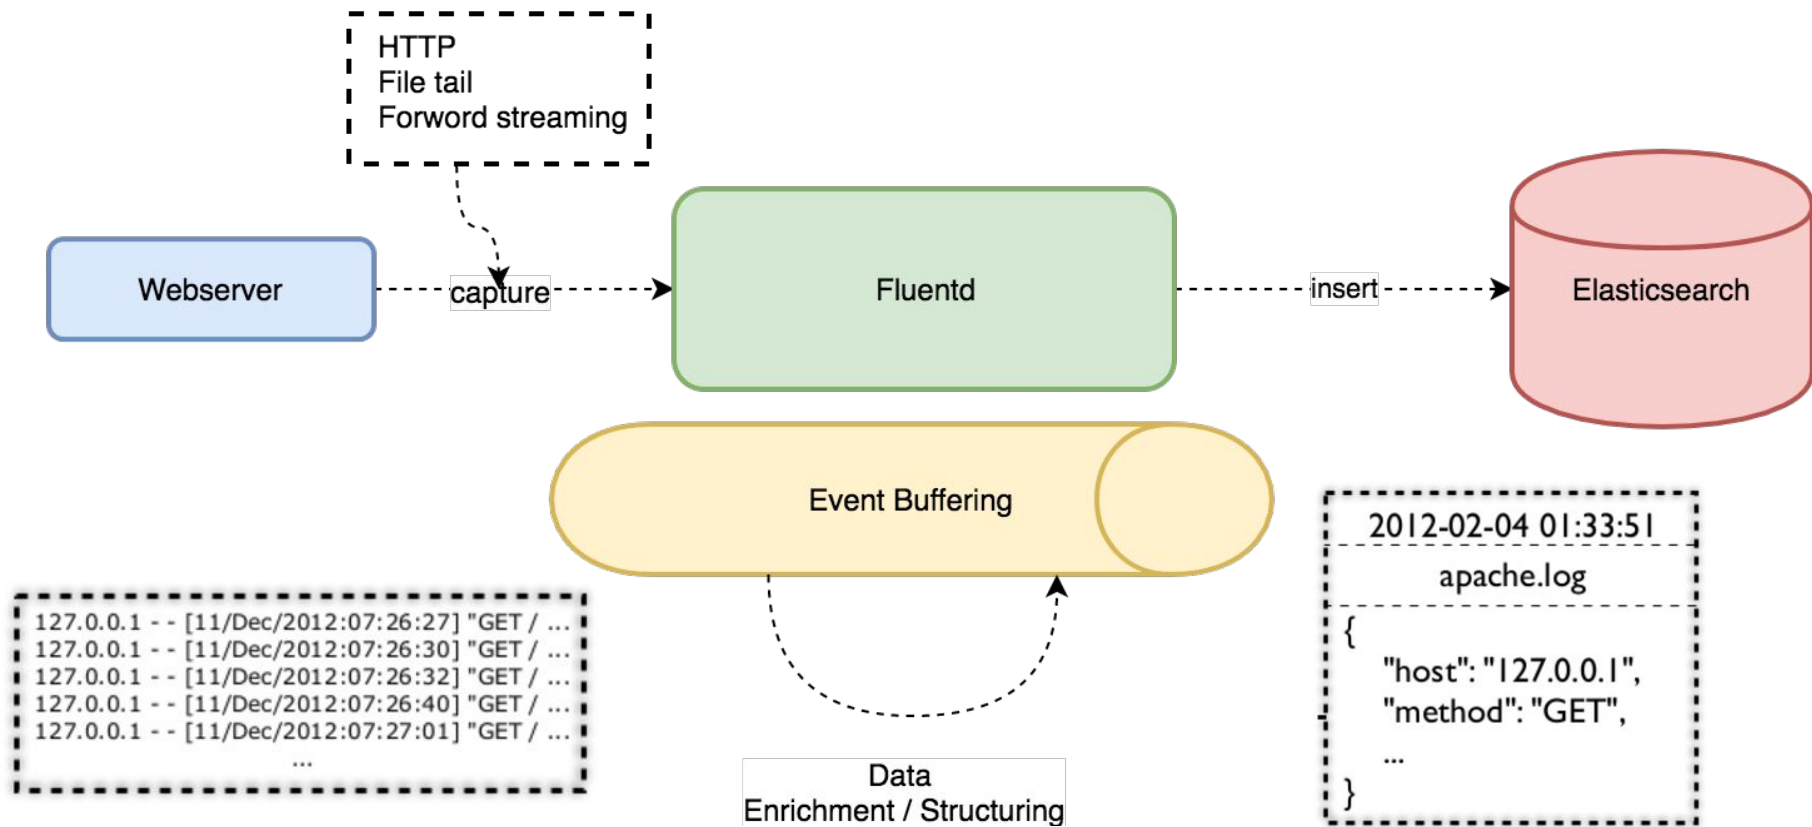 HTTP
File tail
Forword streaming
Webserver
capture
Fluentd
insert
Elasticsearch
Event Buffering
127.0.0.1 - - [11/Dec/2012:07:26:27] "GET / ...
127.0.0.1 - - [11/Dec/2012:07:26:30] "GET / ...
127.0.0.1 - - [11/Dec/2012:07:26:32] "GET / ...
127.0.0.1 - - [11/Dec/2012:07:26:40] "GET / ...
127.0.0.1 - - [11/Dec/2012:07:27:01] "GET / ...
...
Data
Enrichment / Structuring
2012-02-04 01:33:51
apache.log
{
"host": "127.0.0.1",
"method": "GET",
...
}